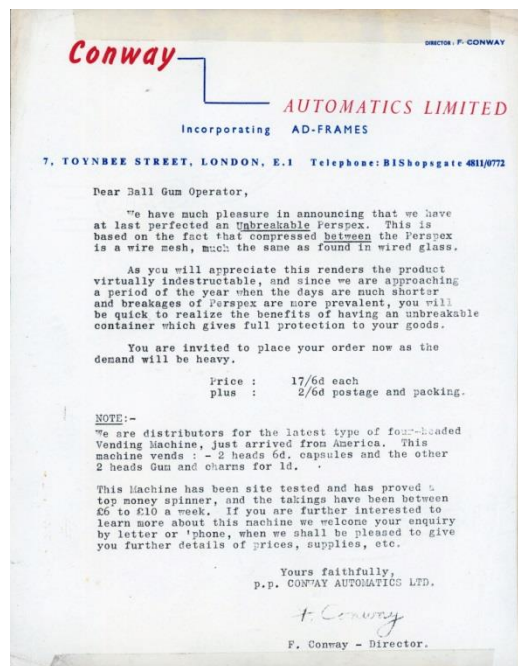 DIRECTOR : F. CONWAY
Conway
AUTOMATICS LIMITED
Incorporating AD-FRAMES
7, TOYNBEE STREET, LONDON, E.1 Telephone: BIShopsgate 4811/0772
Dear Ball Gum Operator,
We have much pleasure in announcing that we have
at last perfected an Unbreakable Perspex. This is
based on the fact that compressed between the Perspex
is a wire mesh, much the same as found in wired glass.
As you will appreciate this renders the product
virtually indestructable, and since we are approaching
a period of the year when the days are much shorter
and breakages of Perspex are more prevalent, you will
be quick to realize the benefits of having an unbreakable
container which gives full protection to your goods.
You are invited to place your order now as the
demand will be heavy.
Price : 17/6d each
plus : 2/6d postage and packing.
NOTE:-
We are distributors for the latest type of four-headed
Vending Machine, just arrived from America. This
machine vends : - 2 heads 6d. capsules and the other
2 heads Gum and charms for 1d.
This Machine has been site tested and has proved a
top money spinner, and the takings have been between
£6 to £10 a week. If you are further interested to
learn more about this machine we welcome your enquiry
by letter or 'phone, when we shall be pleased to give
you further details of prices, supplies, etc.
Yours faithfully,
p.p. CONWAY AUTOMATICS LTD.
F. Conway
F. Conway - Director.